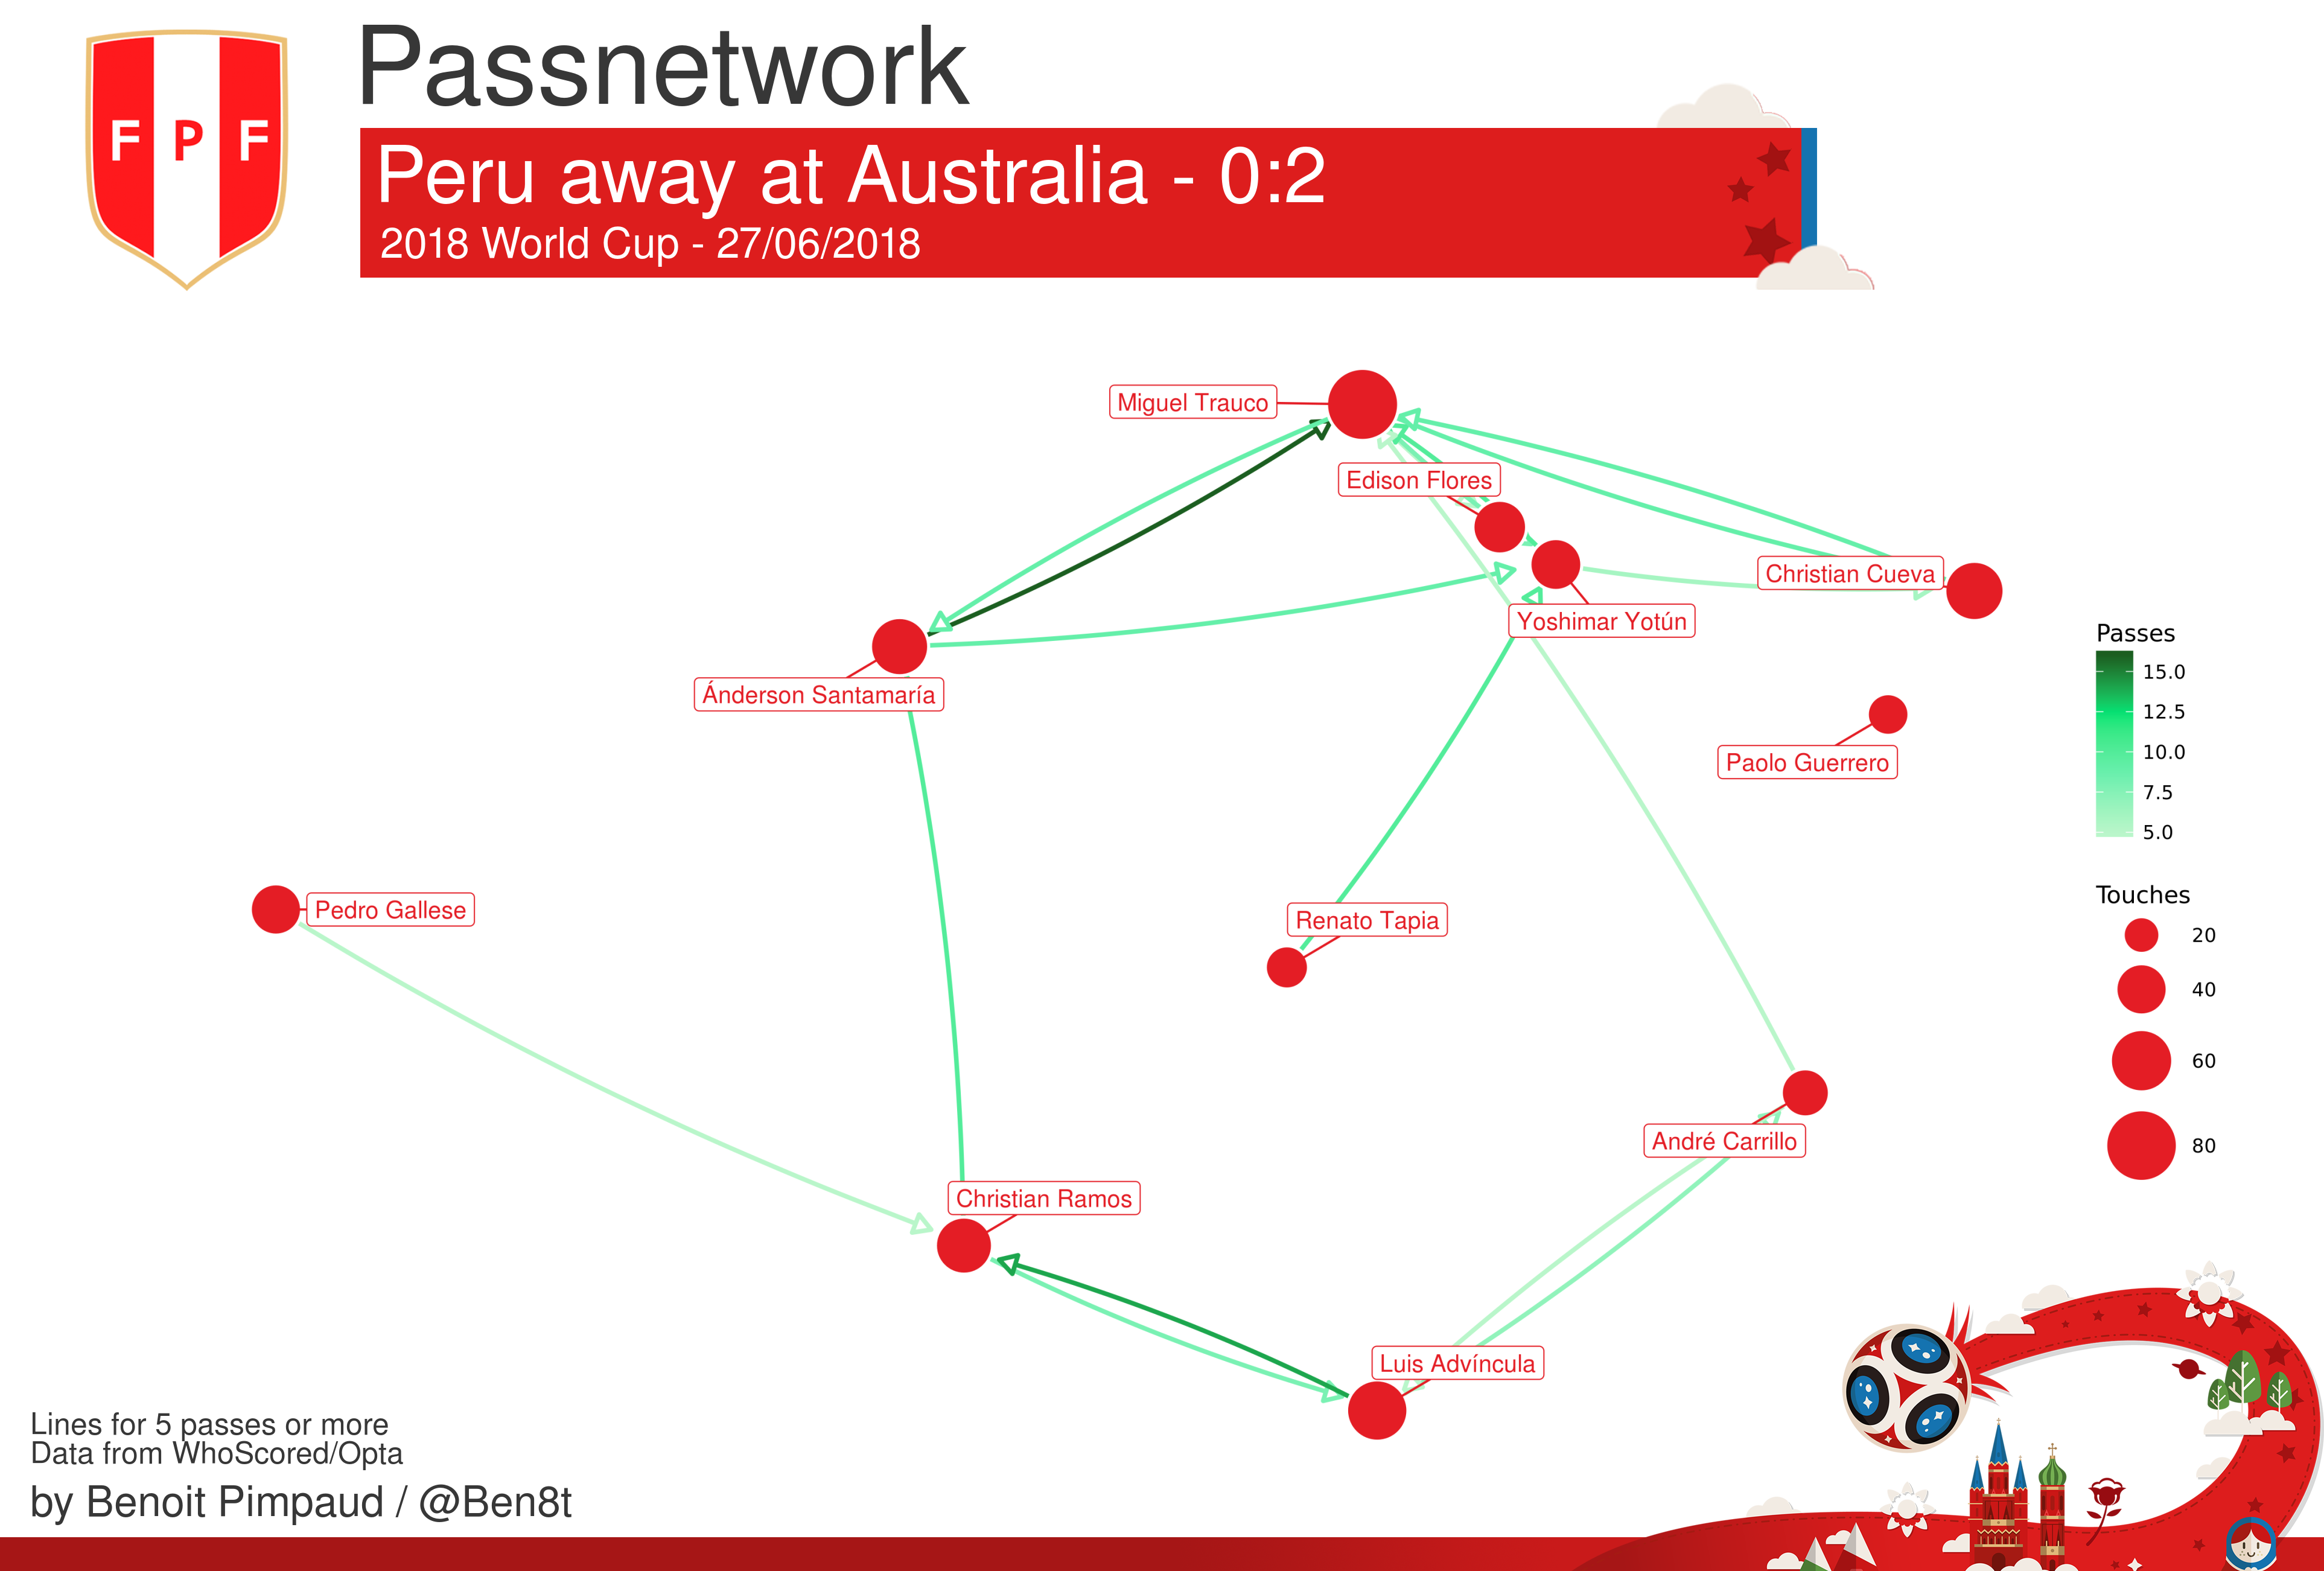 F P F
Passnetwork
Peru away at Australia - 0:2
2018 World Cup - 27/06/2018
Miguel Trauco
Edison Flores
Christian Cueva
Yoshimar Yotún
Ánderson Santamaría
Paolo Guerrero
Pedro Gallese
Renato Tapia
André Carrillo
Christian Ramos
Luis Advíncula
Passes
15.0
12.5
10.0
7.5
5.0
Touches
20
40
60
80
Lines for 5 passes or more
Data from WhoScored/Opta
by Benoit Pimpaud / @Ben8t